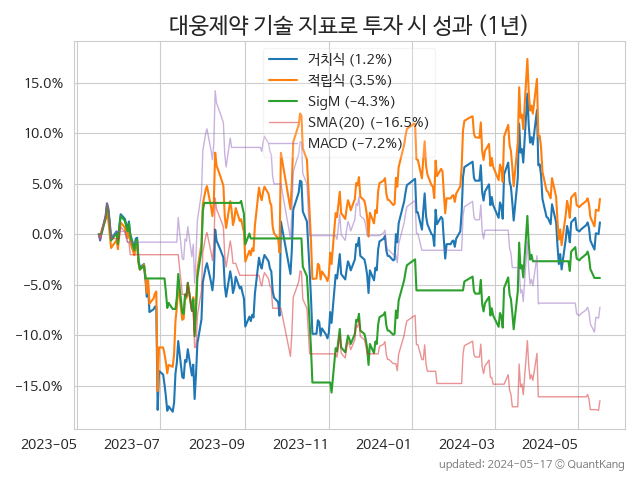 대웅제약 기술 지표로 투자 시 성과 (1년)
거치식 (1.2%)
적립식 (3.5%)
SigM (−4.3%)
SMA(20) (−16.5%)
MACD (−7.2%)
15.0%
10.0%
5.0%
0.0%
−5.0%
−10.0%
−15.0%
2023−05 2023−07 2023−09 2023−11 2024−01 2024−03 2024−05
updated: 2024−05−17 ⓒ QuantKang